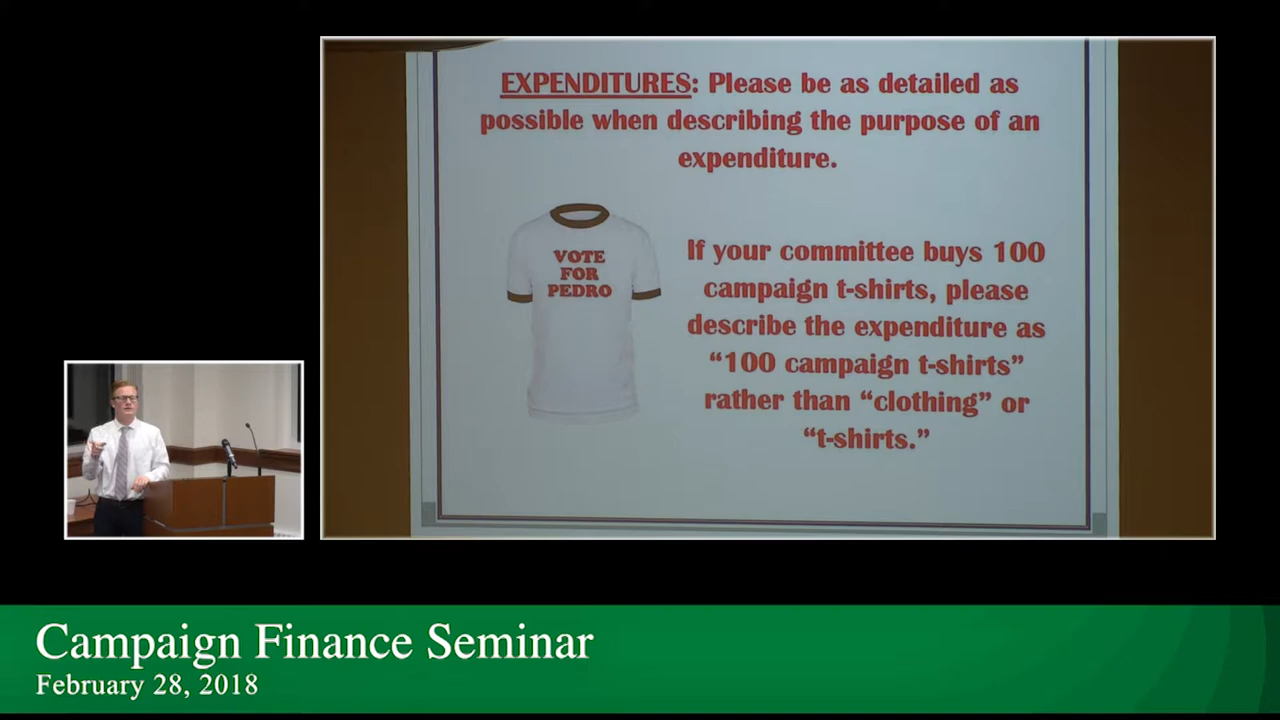 EXPENDITURES: Please be as detailed as
possible when describing the purpose of an
expenditure.
VOTE
FOR
PEDRO
If your committee buys 100
campaign t-shirts, please
describe the expenditure as
“100 campaign t-shirts”
rather than “clothing” or
“t-shirts.”
Campaign Finance Seminar
February 28, 2018